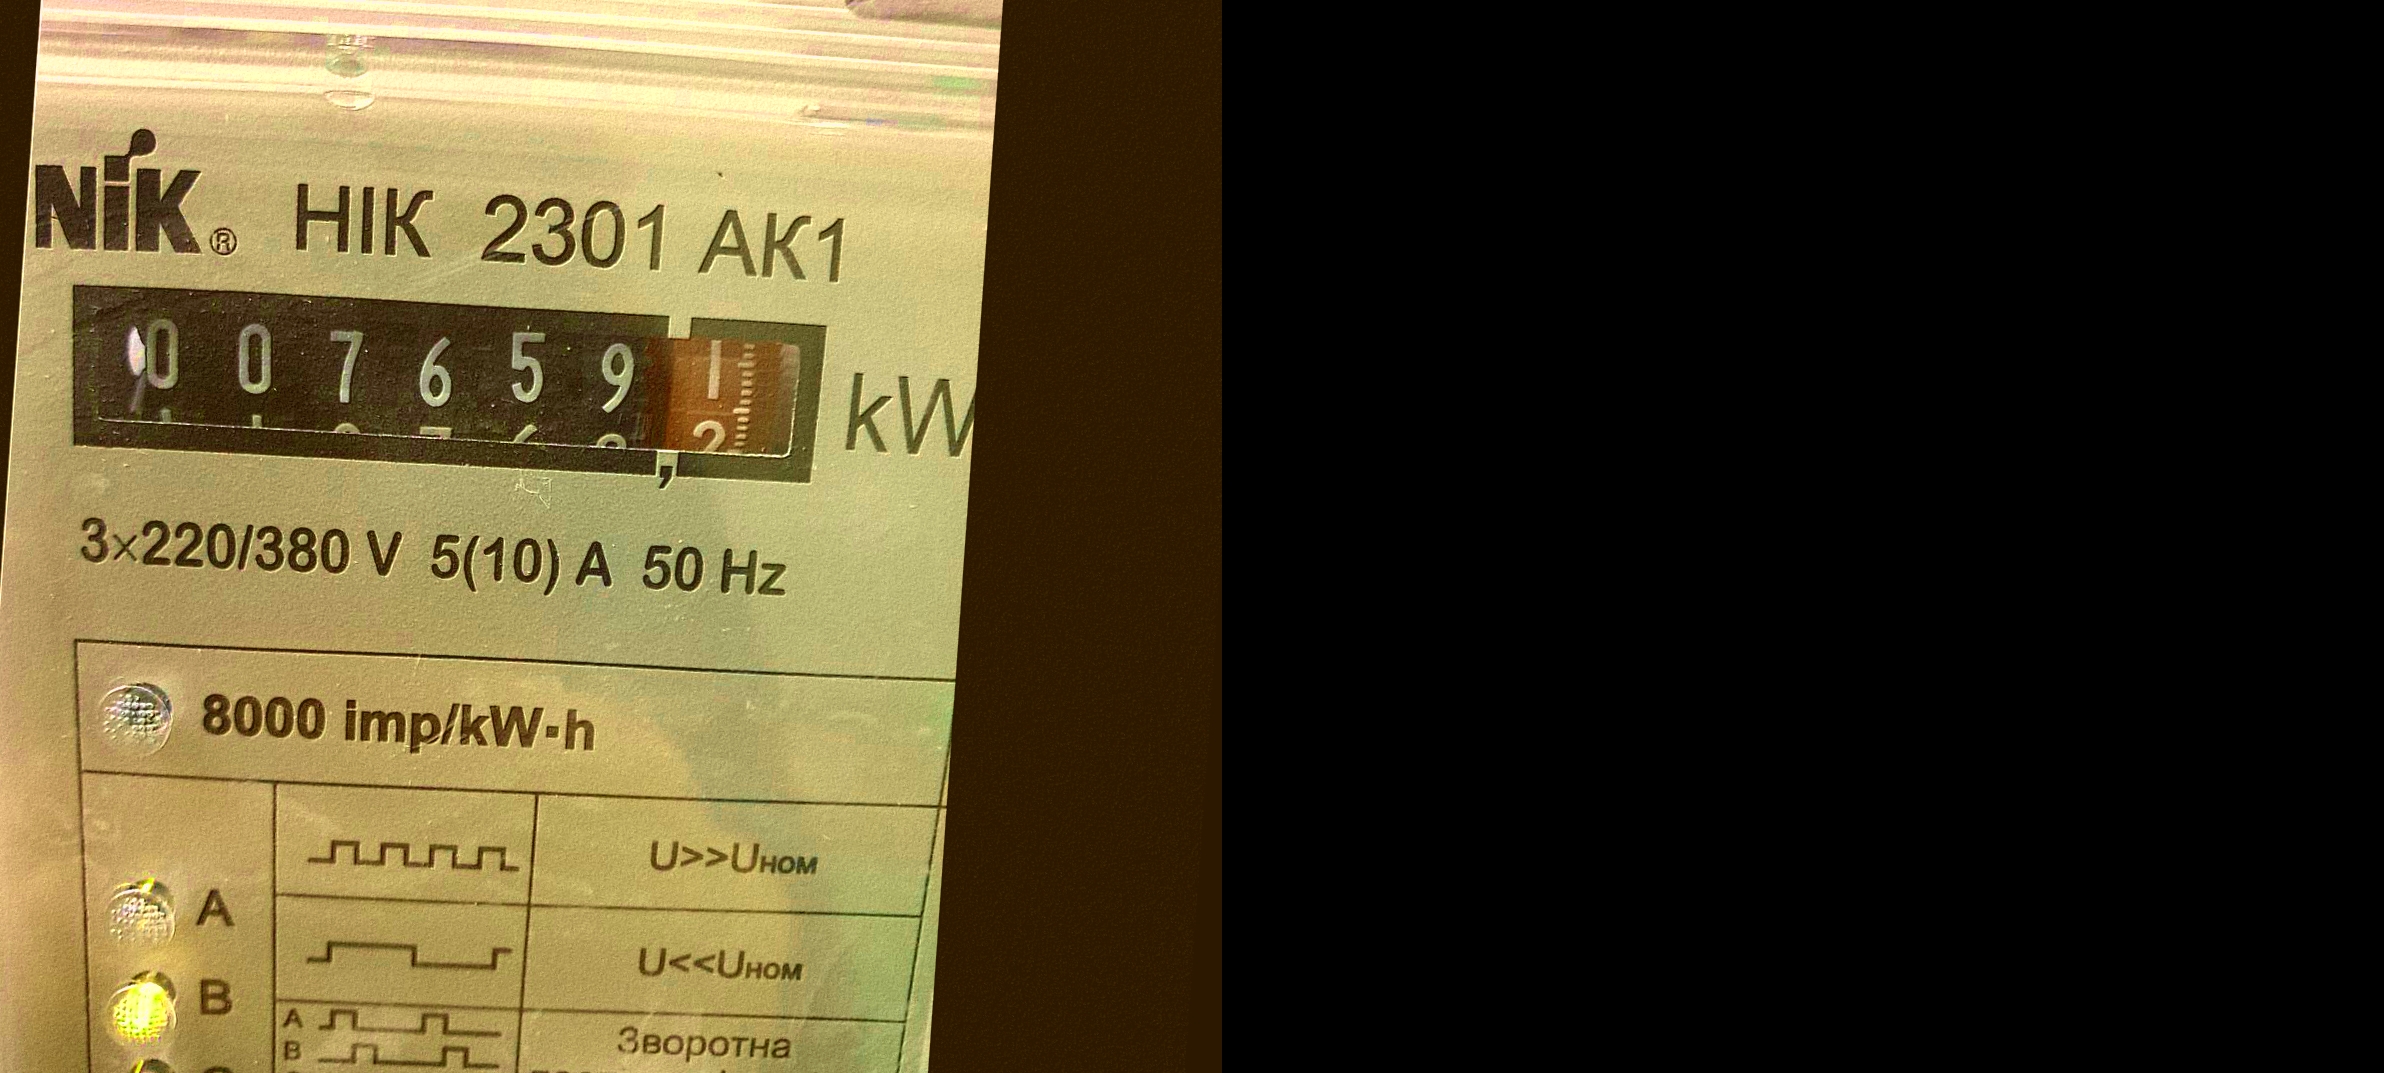 NiK® НІК 2301 АК1
0 0 7 6 5 9 , 1
2
kW
3×220/380 V 5(10) A 50 Hz
8000 imp/kW·h
U>>Uном
A
U<<Uном
B
A
B
Зворотна